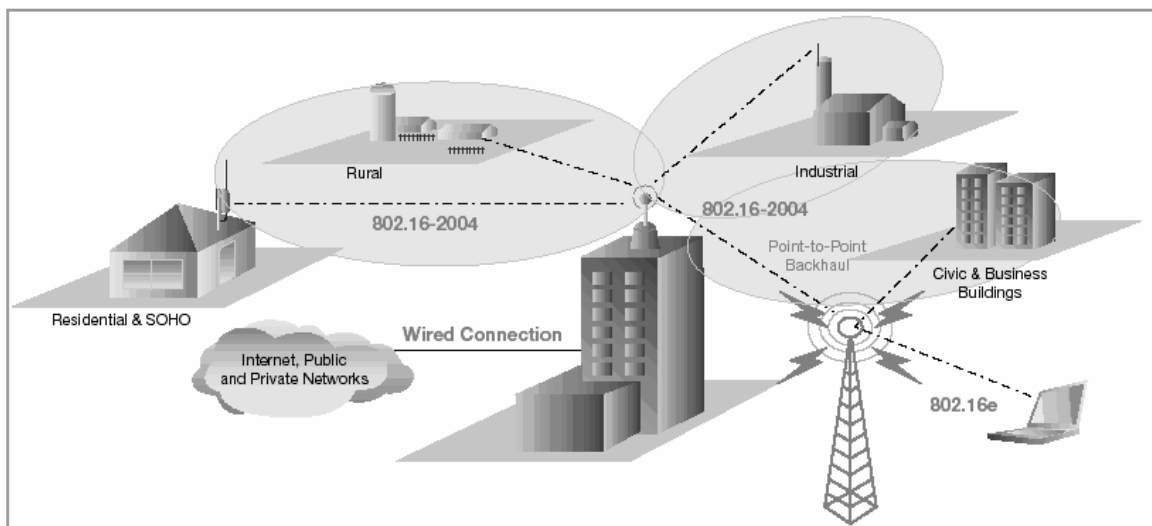 Rural
Industrial
802.16-2004
802.16-2004
Point-to-Point
Backhaul
Civic & Business
Buildings
Residential & SOHO
Wired Connection
Internet, Public
and Private Networks
802.16e